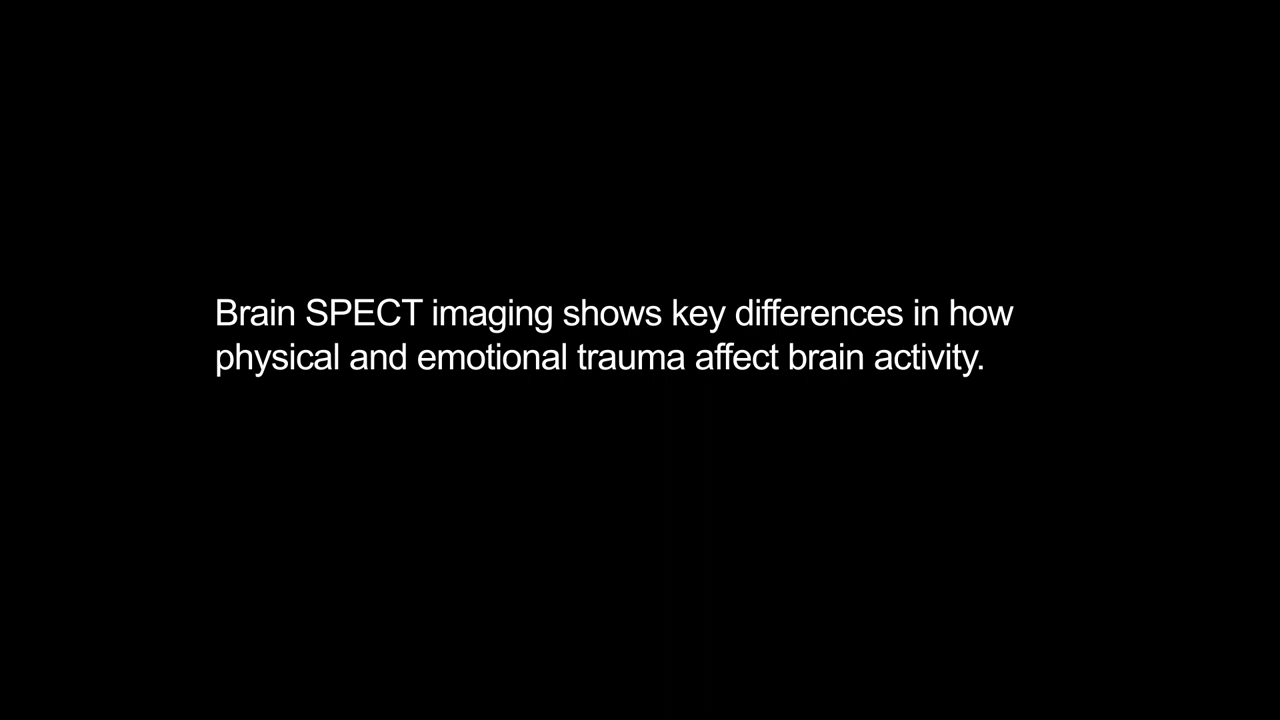 Brain SPECT imaging shows key differences in how
physical and emotional trauma affect brain activity.